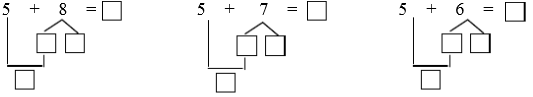 5 + 8 = 
5 + 7 = 
5 + 6 =